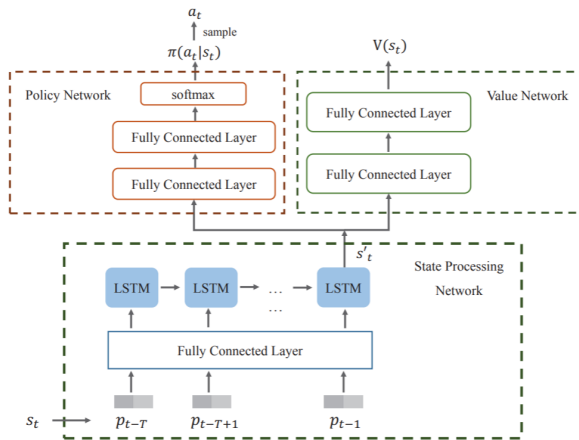 a_t
sample
π(a_t|s_t)
V(s_t)
Policy Network
softmax
Fully Connected Layer
Fully Connected Layer
Value Network
Fully Connected Layer
Fully Connected Layer
s'_t
State Processing
Network
LSTM
LSTM
...
...
LSTM
Fully Connected Layer
s_t
p_{t-T}
p_{t-T+1}
p_{t-1}